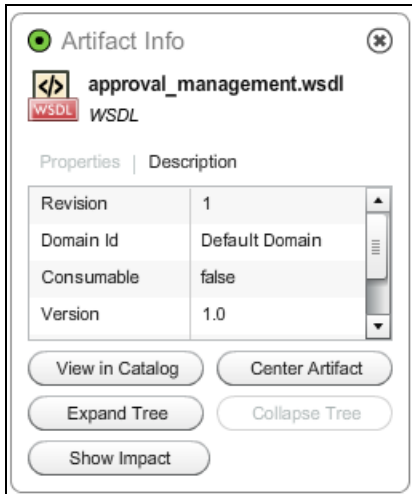 Artifact Info
</>
approval_management.wsdl
WSDL
WSDL
Properties | Description
Revision 1
Domain Id Default Domain
Consumable false
Version 1.0
View in Catalog Center Artifact
Expand Tree Collapse Tree
Show Impact